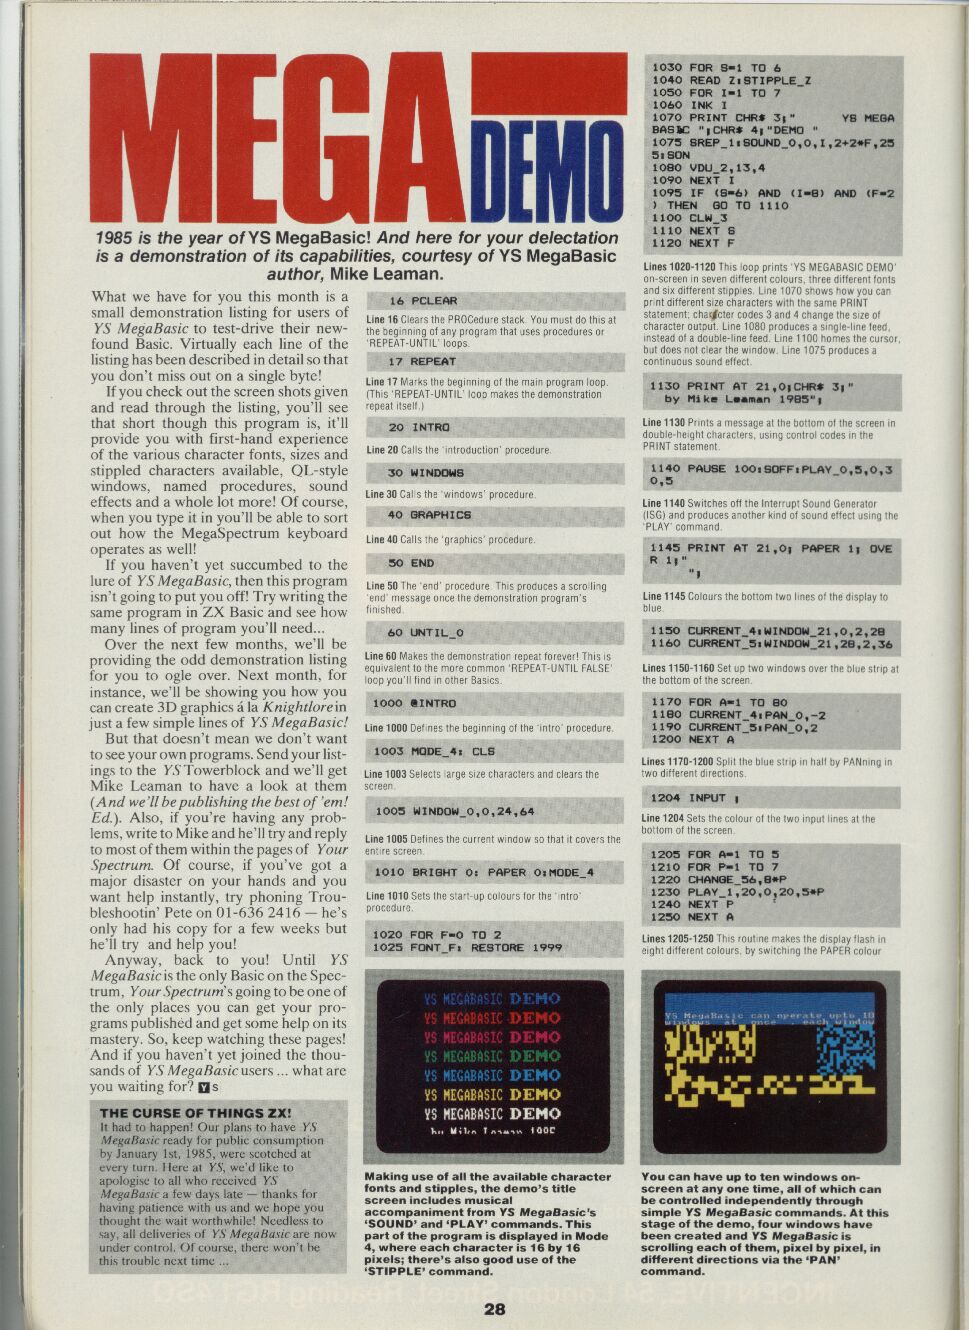 MEGA
DEMO
1985 is the year of YS MegaBasic! And here for your delectation
is a demonstration of its capabilities, courtesy of YS MegaBasic
author, Mike Leaman.
What we have for you this month is a
small demonstration listing for users of
YS MegaBasic to test-drive their new-
found Basic. Virtually each line of the
listing has been described in detail so that
you don't miss out on a single byte!
If you check out the screen shots given
and read through the listing, you'll see
that short though this program is, it'll
provide you with first-hand experience
of the various character fonts, sizes and
stippled characters available, QL-style
windows, named procedures, sound
effects and a whole lot more! Of course,
when you type it in you'll be able to sort
out how the MegaSpectrum keyboard
operates as well!
If you haven't yet succumbed to the
lure of YS MegaBasic, then this program
isn't going to put you off! Try writing the
same program in ZX Basic and see how
many lines of program you'll need...
Over the next few months, we'll be
providing the odd demonstration listing
for you to ogle over. Next month, for
instance, we'll be showing you how you
can create 3D graphics á la Knightlore in
just a few simple lines of YS MegaBasic!
But that doesn't mean we don't want
to see your own programs. Send your list-
ings to the YS Towerblock and we'll get
Mike Leaman to have a look at them
(And we'll be publishing the best of 'em!
Ed.). Also, if you're having any prob-
lems, write to Mike and he'll try and reply
to most of them within the pages of Your
Spectrum. Of course, if you've got a
major disaster on your hands and you
want help instantly, try phoning Trou-
bleshootin' Pete on 01-636 2416 — he's
only had his copy for a few weeks but
he'll try and help you!
Anyway, back to you! Until YS
MegaBasic is the only Basic on the Spec-
trum, Your Spectrum's going to be one of
the only places you can get your pro-
grams published and get some help on its
mastery. So, keep watching these pages!
And if you haven't yet joined the thou-
sands of YS MegaBasic users ... what are
you waiting for? Ys
THE CURSE OF THINGS ZX!
It had to happen! Our plans to have YS
MegaBasic ready for public consumption
by January 1st, 1985, were scotched at
every turn. Here at YS, we'd like to
apologise to all who received YS
MegaBasic a few days late — thanks for
having patience with us and we hope you
thought the wait worthwhile! Needless to
say, all deliveries of YS MegaBasic are now
under control. Of course, there won't be
this trouble next time ...
16 PCLEAR
Line 16 Clears the PROCedure stack. You must do this at
the beginning of any program that uses procedures or
'REPEAT-UNTIL' loops.
17 REPEAT
Line 17 Marks the beginning of the main program loop.
(This 'REPEAT-UNTIL' loop makes the demonstration
repeat itself.)
20 INTRO
Line 20 Calls the 'introduction' procedure.
30 WINDOWS
Line 30 Calls the 'windows' procedure.
40 GRAPHICS
Line 40 Calls the 'graphics' procedure.
50 END
Line 50 The 'end' procedure. This produces a scrolling
'end' message once the demonstration program's
finished.
60 UNTIL_0
Line 60 Makes the demonstration repeat forever! This is
equivalent to the more common 'REPEAT-UNTIL FALSE'
loop you'll find in other Basics.
1000 @INTRO
Line 1000 Defines the beginning of the 'intro' procedure.
1003 MODE_4: CLS
Line 1003 Selects large size characters and clears the
screen.
1005 WINDOW_0,0,24,64
Line 1005 Defines the current window so that it covers the
entire screen.
1010 BRIGHT 0: PAPER 0:MODE_4
Line 1010 Sets the start-up colours for the 'intro'
procedure.
1020 FOR F=0 TO 2
1025 FONT_F: RESTORE 1999
YS MEGABASIC DEMO
YS MEGABASIC DEMO
YS MEGABASIC DEMO
YS MEGABASIC DEMO
YS MEGABASIC DEMO
YS MEGABASIC DEMO
YS MEGABASIC DEMO
by Mike Leaman 1985
Making use of all the available character
fonts and stipples, the demo's title
screen includes musical
accompaniment from YS MegaBasic's
'SOUND' and 'PLAY' commands. This
part of the program is displayed in Mode
4, where each character is 16 by 16
pixels; there's also good use of the
'STIPPLE' command.
1030 FOR S=1 TO 6
1040 READ Z:STIPPLE_Z
1050 FOR I=1 TO 7
1060 INK I
1070 PRINT CHR$ 3;" YS MEGA
BASIC ";CHR$ 4;"DEMO "
1075 SREP_1:SOUND_0,0,I,2+2*F,25
5:SON
1080 VDU_2,13,4
1090 NEXT I
1095 IF (S=6) AND (I=8) AND (F=2
) THEN GO TO 1110
1100 CLW_3
1110 NEXT S
1120 NEXT F
Lines 1020-1120 This loop prints 'YS MEGABASIC DEMO'
on-screen in seven different colours, three different fonts
and six different stipples. Line 1070 shows how you can
print different size characters with the same PRINT
statement; character codes 3 and 4 change the size of
character output. Line 1080 produces a single-line feed,
instead of a double-line feed. Line 1100 homes the cursor,
but does not clear the window. Line 1075 produces a
continuous sound effect.
1130 PRINT AT 21,0;CHR$ 3;"
by Mike Leaman 1985";
Line 1130 Prints a message at the bottom of the screen in
double-height characters, using control codes in the
PRINT statement.
1140 PAUSE 100:SOFF:PLAY_0,5,0,3
0,5
Line 1140 Switches off the Interrupt Sound Generator
(ISG) and produces another kind of sound effect using the
'PLAY' command.
1145 PRINT AT 21,0; PAPER 1; OVE
R 1;"
";
Line 1145 Colours the bottom two lines of the display to
blue.
1150 CURRENT_4:WINDOW_21,0,2,28
1160 CURRENT_5:WINDOW_21,28,2,36
Lines 1150-1160 Set up two windows over the blue strip at
the bottom of the screen.
1170 FOR A=1 TO 80
1180 CURRENT_4:PAN_0,-2
1190 CURRENT_5:PAN_0,2
1200 NEXT A
Lines 1170-1200 Split the blue strip in half by PANning in
two different directions.
1204 INPUT ;
Line 1204 Sets the colour of the two input lines at the
bottom of the screen.
1205 FOR A=1 TO 5
1210 FOR P=1 TO 7
1220 CHANGE_56,8*P
1230 PLAY_1,20,0,20,5*P
1240 NEXT P
1250 NEXT A
Lines 1205-1250 This routine makes the display flash in
eight different colours, by switching the PAPER colour
YS MegaBasic can operate upto 10
windows at once , each window
You can have up to ten windows on-
screen at any one time, all of which can
be controlled independently through
simple YS MegaBasic commands. At this
stage of the demo, four windows have
been created and YS MegaBasic is
scrolling each of them, pixel by pixel, in
different directions via the 'PAN'
command.
28